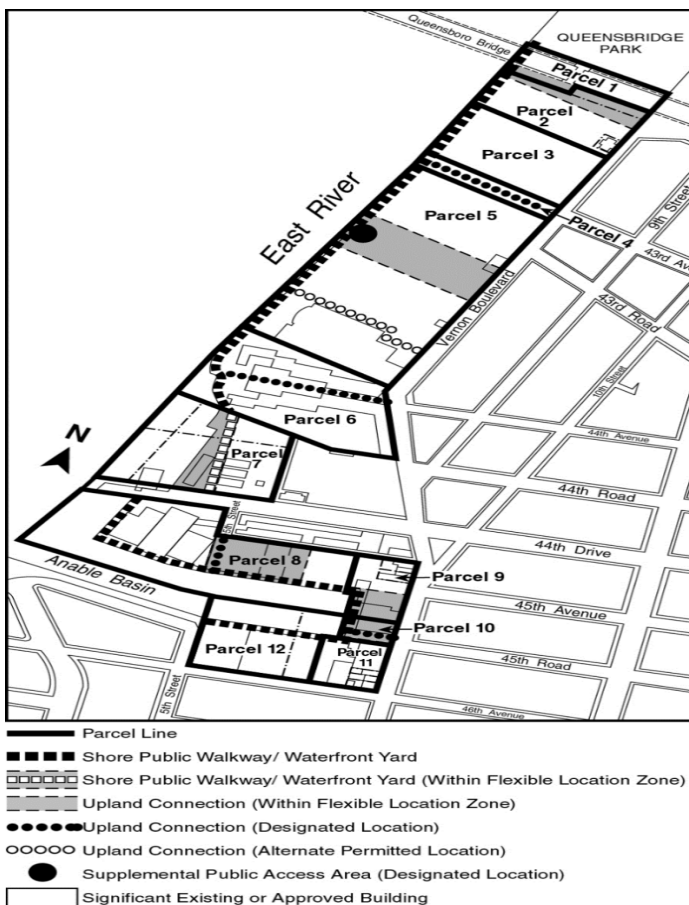 Queensboro Bridge
QUEENSBRIDGE
PARK
Parcel 1
Parcel
2
Parcel 3
East River
Parcel 5
Parcel 4
9th Street
43rd Av
43rd Road
Vernon Boulevard
10th Street
44th Avenue
Parcel 6
N
Parcel
7
44th Road
5th Street
44th Drive
Parcel 8
Parcel 9
Anable Basin
45th Avenue
Parcel 10
Parcel 12
Parcel
11
45th Road
5th Street
46th Avenue
Parcel Line
Shore Public Walkway/ Waterfront Yard
Shore Public Walkway/ Waterfront Yard (Within Flexible Location Zone)
Upland Connection (Within Flexible Location Zone)
Upland Connection (Designated Location)
Upland Connection (Alternate Permitted Location)
Supplemental Public Access Area (Designated Location)
Significant Existing or Approved Building